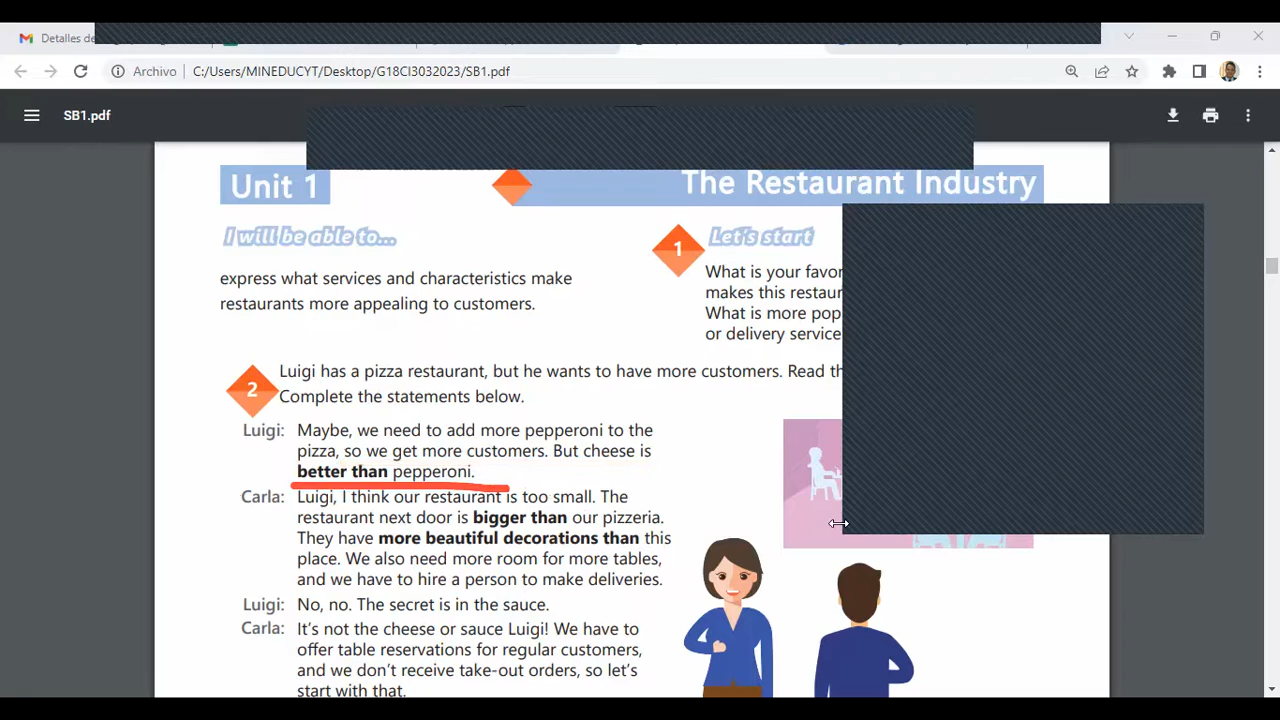 Detalles de
Archivo C:/Users/MINEDUCYT/Desktop/G18CI3032023/SB1.pdf
SB1.pdf
Unit 1
The Restaurant Industry
I will be able to...
express what services and characteristics make
restaurants more appealing to customers.
1
Let's start
What is your
makes this
What is more
or delivery service
2
Luigi has a pizza restaurant, but he wants to have more customers. Read
Complete the statements below.
Luigi: Maybe, we need to add more pepperoni to the
pizza, so we get more customers. But cheese is
better than pepperoni.
Carla: Luigi, I think our restaurant is too small. The
restaurant next door is bigger than our pizzeria.
They have more beautiful decorations than this
place. We also need more room for more tables,
and we have to hire a person to make deliveries.
Luigi: No, no. The secret is in the sauce.
Carla: It's not the cheese or sauce Luigi! We have to
offer table reservations for regular customers,
and we don't receive take-out orders, so let's
start with that.